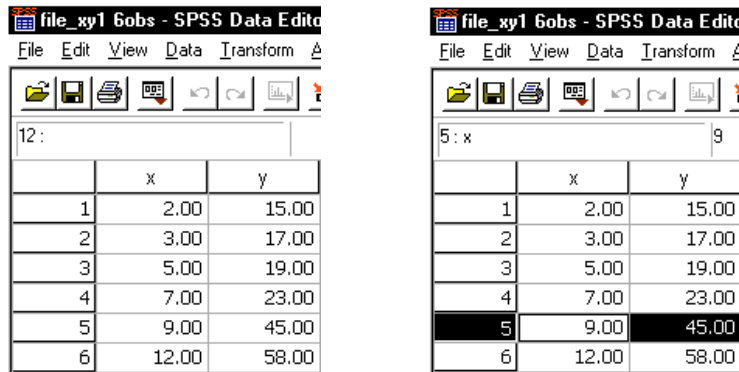 file_xy1 6obs - SPSS Data Edito
File Edit View Data Transform A
12 :
x y
1 2.00 15.00
2 3.00 17.00
3 5.00 19.00
4 7.00 23.00
5 9.00 45.00
6 12.00 58.00
file_xy1 6obs - SPSS Data Edito
File Edit View Data Transform A
5 : x 9
x y
1 2.00 15.00
2 3.00 17.00
3 5.00 19.00
4 7.00 23.00
5 9.00 45.00
6 12.00 58.00